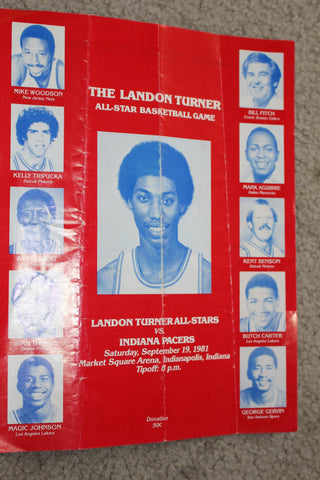 THE LANDON TURNER
ALL-STAR BASKETBALL GAME
MIKE WOODSON
New Jersey Nets
KELLY TRIPUCKA
Detroit Pistons
MAGIC JOHNSON
Los Angeles Lakers
LANDON TURNER ALL-STARS
VS.
INDIANA PACERS
Saturday, September 19, 1981
Market Square Arena, Indianapolis, Indiana
Tipoff: 8 p.m.
Donation
50¢
BILL FITCH
Coach, Boston Celtics
MARK AGUIRRE
Dallas Mavericks
KENT BENSON
Detroit Pistons
BUTCH CARTER
Los Angeles Lakers
GEORGE GERVIN
San Antonio Spurs